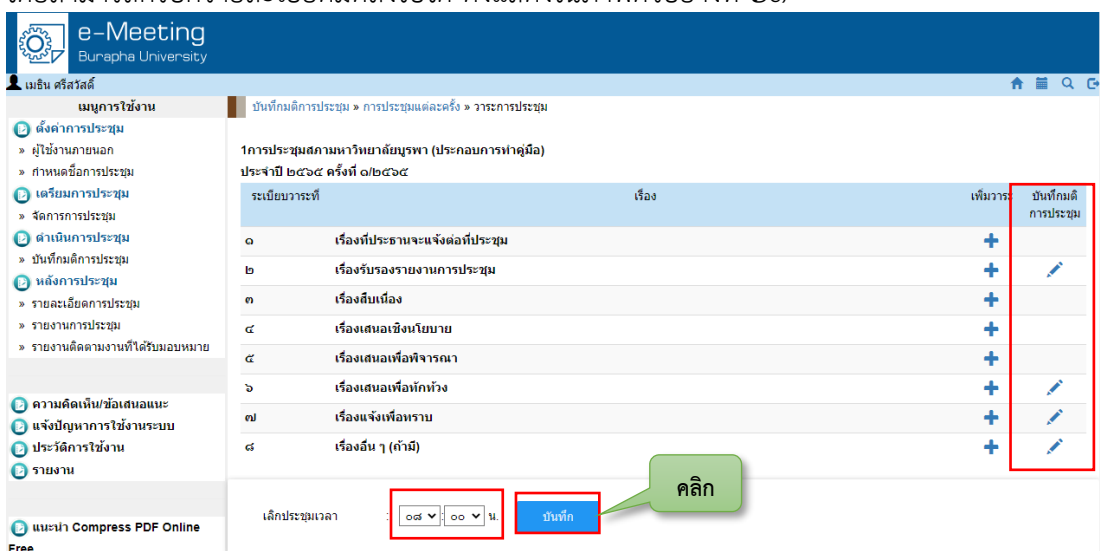 e-Meeting
Burapha University
เมธิน ศรีสวัสดิ์
เมนูการใช้งาน
ตั้งค่าการประชุม
» ผู้ใช้งานภายนอก
» กำหนดชื่อการประชุม
เตรียมการประชุม
» จัดการการประชุม
ดำเนินการประชุม
» บันทึกมติการประชุม
หลังการประชุม
» รายละเอียดการประชุม
» รายงานการประชุม
» รายงานติดตามงานที่ได้รับมอบหมาย
ความคิดเห็น/ข้อเสนอแนะ
แจ้งปัญหาการใช้งานระบบ
ประวัติการใช้งาน
รายงาน
แนะนำ Compress PDF Online
Free
บันทึกมติการประชุม » การประชุมแต่ละครั้ง » วาระการประชุม
1การประชุมสภามหาวิทยาลัยบูรพา (ประกอบการทำคู่มือ)
ประจำปี ๒๕๖๕ ครั้งที่ ๑/๒๕๖๕
ระเบียบวาระที่ เรื่อง เพิ่มวาระ บันทึกมติ
การประชุม
๑ เรื่องที่ประธานจะแจ้งต่อที่ประชุม
๒ เรื่องรับรองรายงานการประชุม
๓ เรื่องสืบเนื่อง
๔ เรื่องเสนอเชิงนโยบาย
๕ เรื่องเสนอเพื่อพิจารณา
๖ เรื่องเสนอเพื่อทักท้วง
๗ เรื่องแจ้งเพื่อทราบ
๘ เรื่องอื่น ๆ (ถ้ามี)
คลิก
เลิกประชุมเวลา : ๐๘ : ๐๐ น. บันทึก